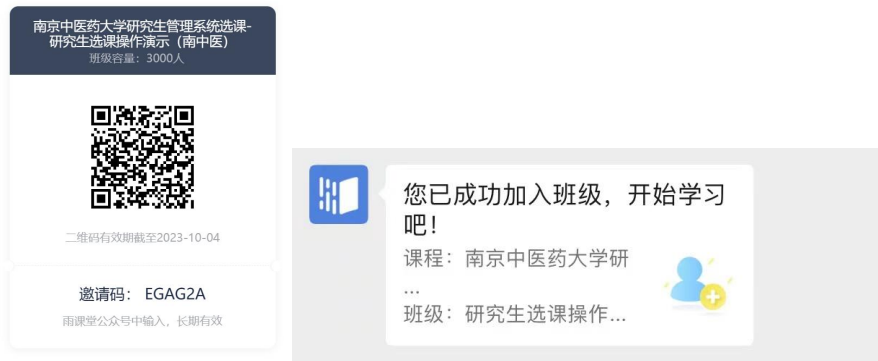 南京中医药大学研究生管理系统选课-
研究生选课操作演示（南中医）
班级容量：3000人
二维码有效期截至2023-10-04
邀请码： EGAG2A
雨课堂公众号中输入，长期有效
您已成功加入班级，开始学习
吧！
课程：南京中医药大学研
...
班级：研究生选课操作...